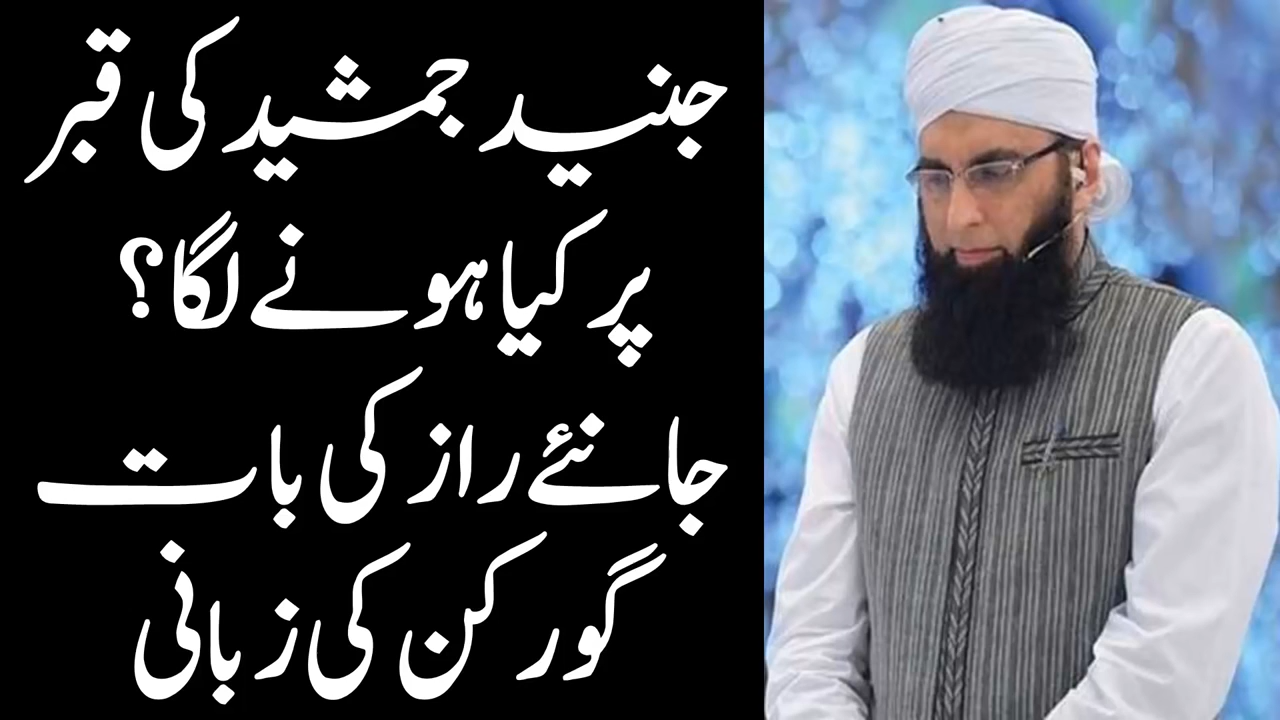 جنید جمشید کی قبر
پر کیا ہونے لگا؟
جانئے راز کی بات
گورکن کی زبانی